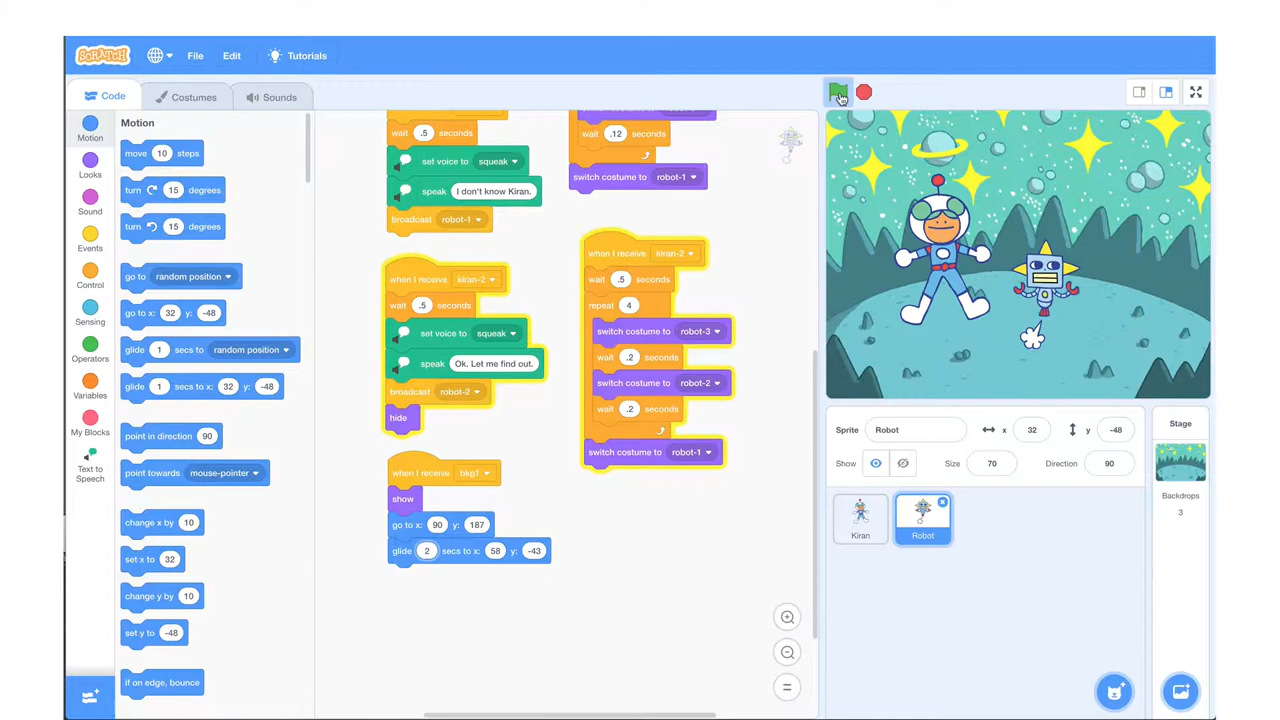 SCRATCH File Edit Tutorials
Code Costumes Sounds
Motion
Looks
Sound
Events
Control
Sensing
Operators
Variables
My Blocks
Text to
Speech
Motion
move 10 steps
turn 15 degrees
turn 15 degrees
go to random position
go to x: 32 y: -48
glide 1 secs to random position
glide 1 secs to x: 32 y: -48
point in direction 90
point towards mouse-pointer
change x by 10
set x to 32
change y by 10
set y to -48
if on edge, bounce
wait .5 seconds
set voice to squeak
speak I don't know Kiran.
broadcast robot-1
when I receive kiran-2
wait .5 seconds
set voice to squeak
speak Ok. Let me find out.
broadcast robot-2
hide
when I receive bkg1
show
go to x: 90 y: 187
glide 2 secs to x: 58 y: -43
wait .12 seconds
switch costume to robot-1
when I receive kiran-2
wait .5 seconds
repeat 4
switch costume to robot-3
wait .2 seconds
switch costume to robot-2
wait .2 seconds
switch costume to robot-1
Sprite Robot x 32 y -48
Show Size 70 Direction 90
Kiran
Robot
Stage
Backdrops
3